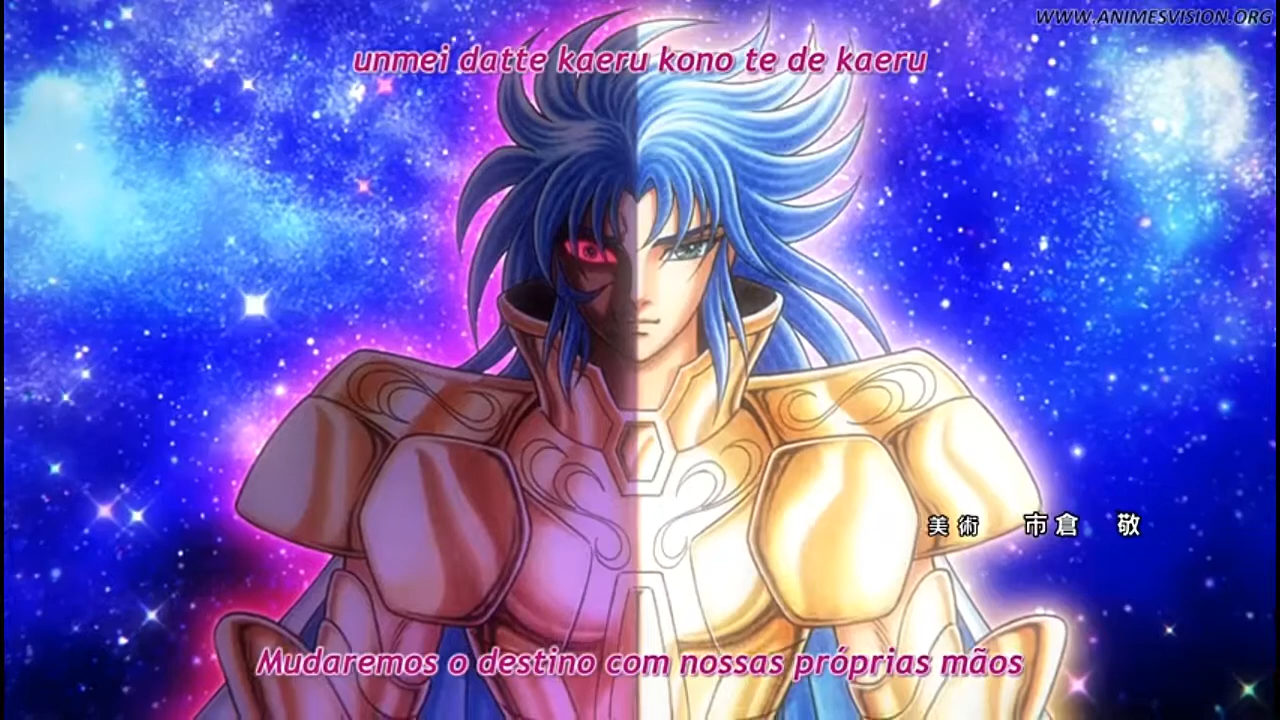 WWW.ANIMESVISION.ORG
unmei datte kaeru kono te de kaeru
美術 市倉 敬
Mudaremos o destino com nossas próprias mãos